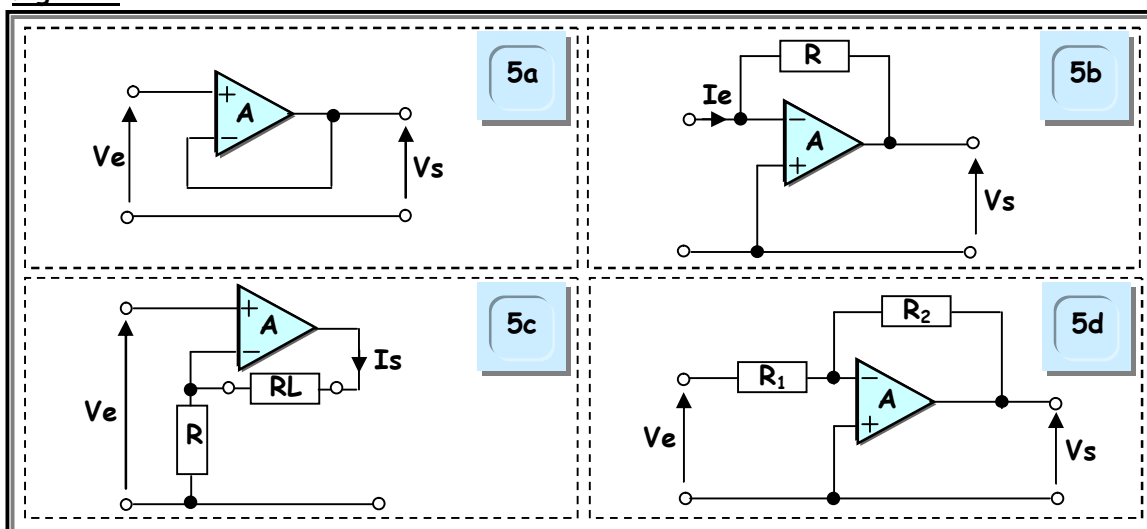 5a
+
A
−
Ve
Vs
5b
R
Ie
−
A
+
Vs
5c
+
A
−
Is
RL
Ve
R
5d
R₂
R₁
−
A
+
Ve
Vs